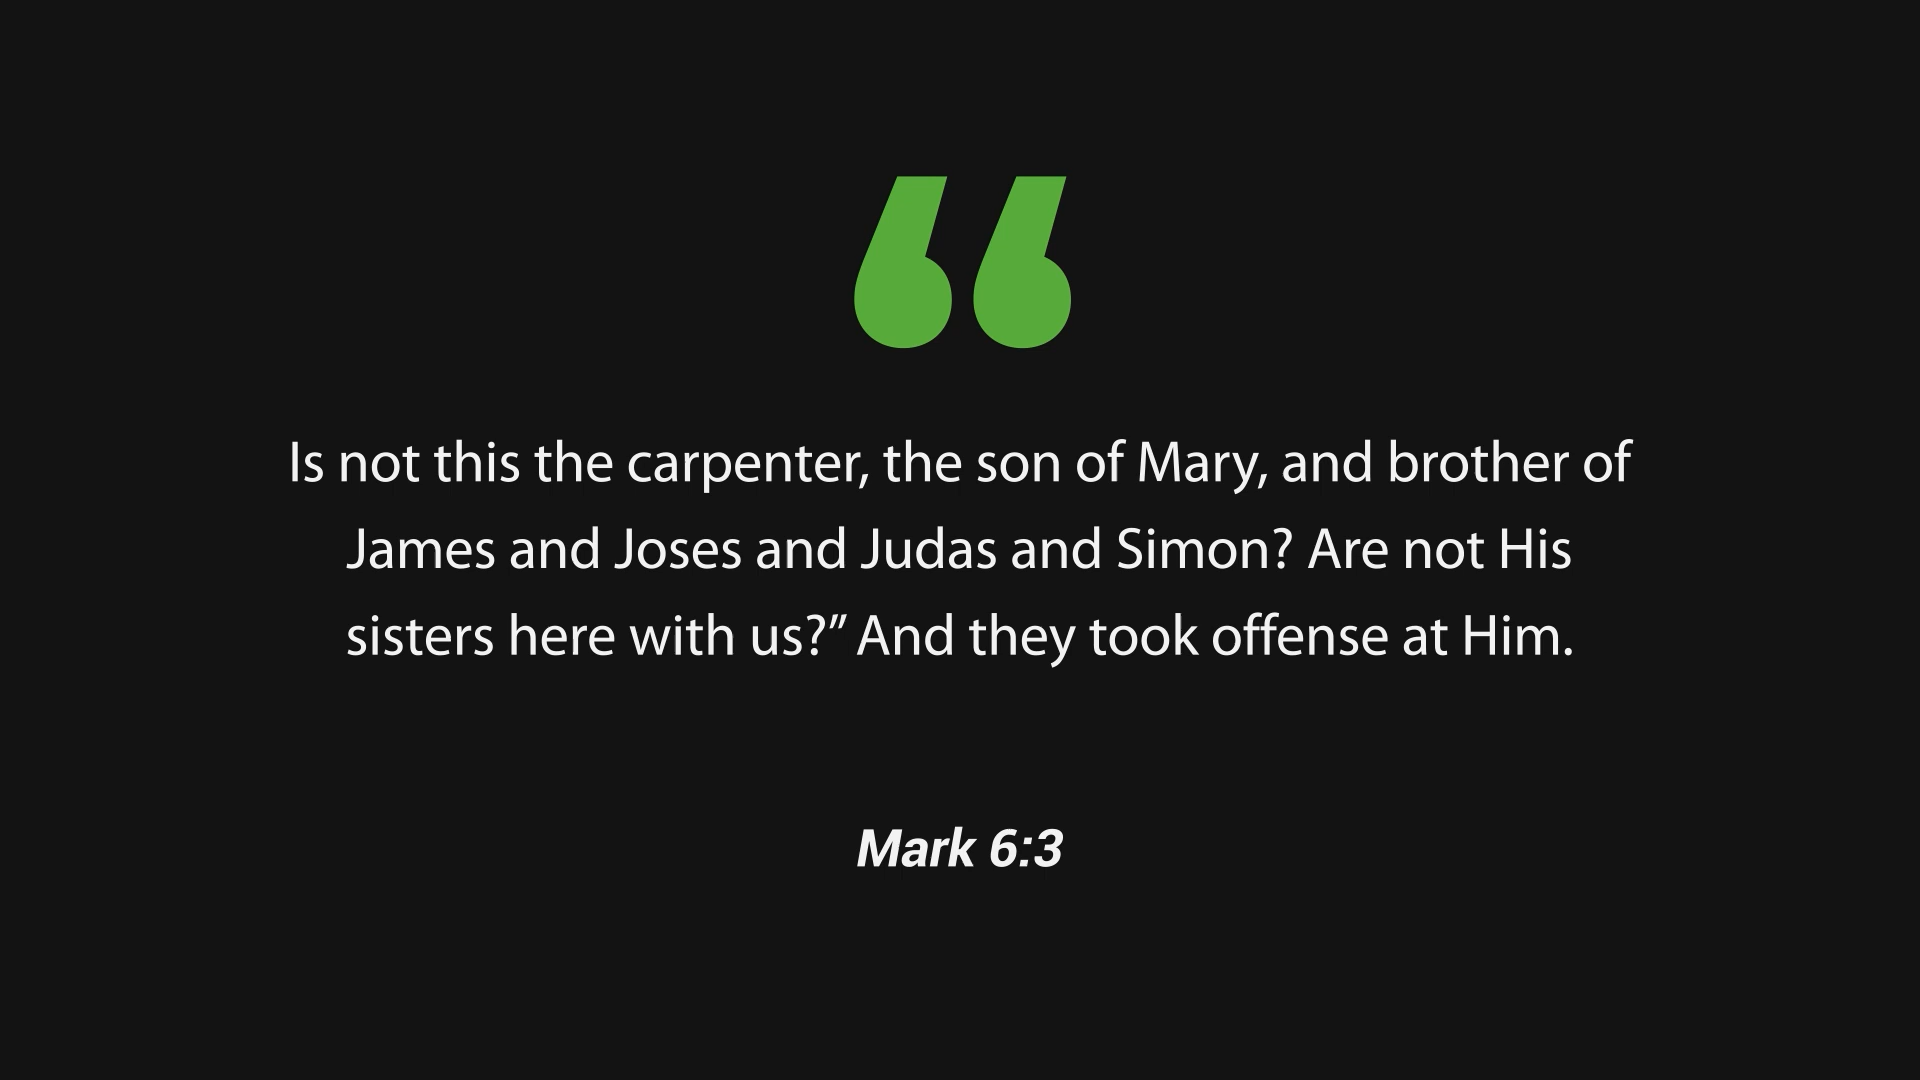 “
Is not this the carpenter, the son of Mary, and brother of
James and Joses and Judas and Simon? Are not His
sisters here with us?” And they took offense at Him.
Mark 6:3